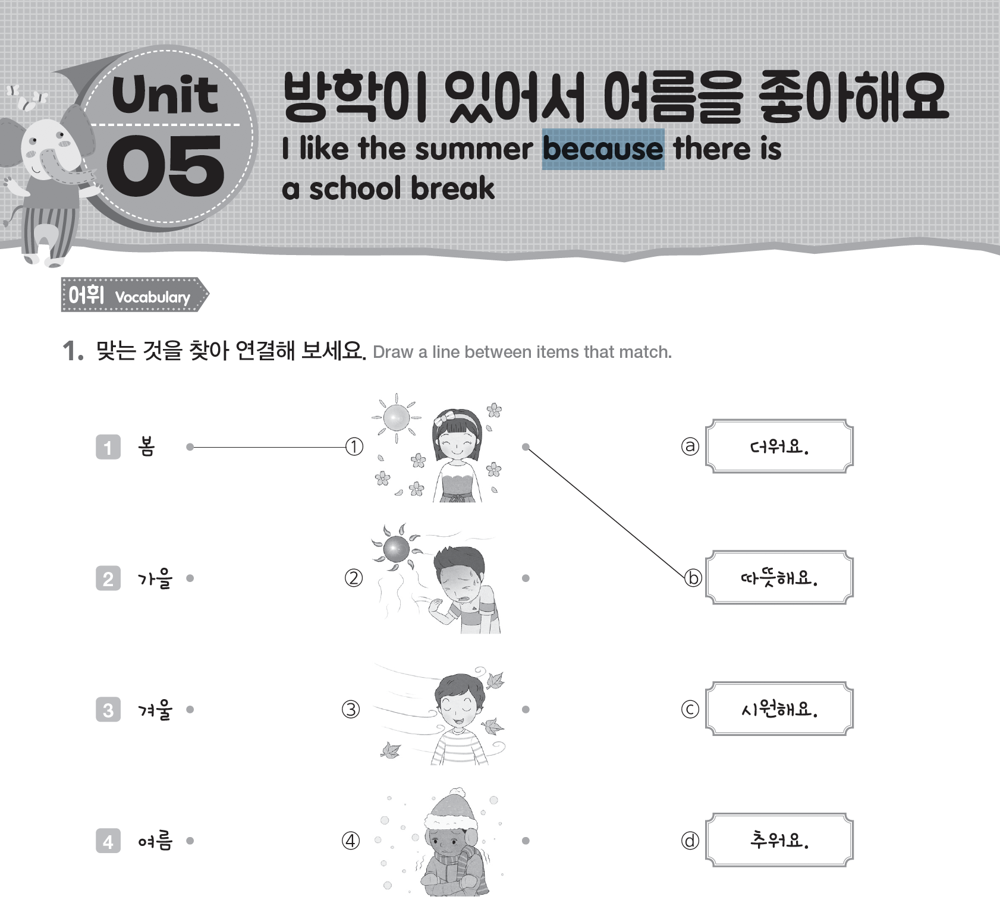 Unit
05
방학이 있어서 여름을 좋아해요
I like the summer because there is
a school break
어휘 Vocabulary
1. 맞는 것을 찾아 연결해 보세요. Draw a line between items that match.
1 봄 ① ⓐ 더워요.
2 가을 ② ⓑ 따뜻해요.
3 겨울 ③ ⓒ 시원해요.
4 여름 ④ ⓓ 추워요.